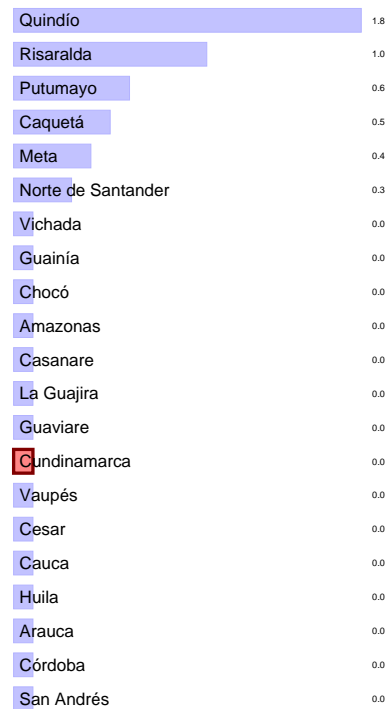 Quindío 1.8
Risaralda 1.0
Putumayo 0.6
Caquetá 0.5
Meta 0.4
Norte de Santander 0.3
Vichada 0.0
Guainía 0.0
Chocó 0.0
Amazonas 0.0
Casanare 0.0
La Guajira 0.0
Guaviare 0.0
Cundinamarca 0.0
Vaupés 0.0
Cesar 0.0
Cauca 0.0
Huila 0.0
Arauca 0.0
Córdoba 0.0
San Andrés 0.0